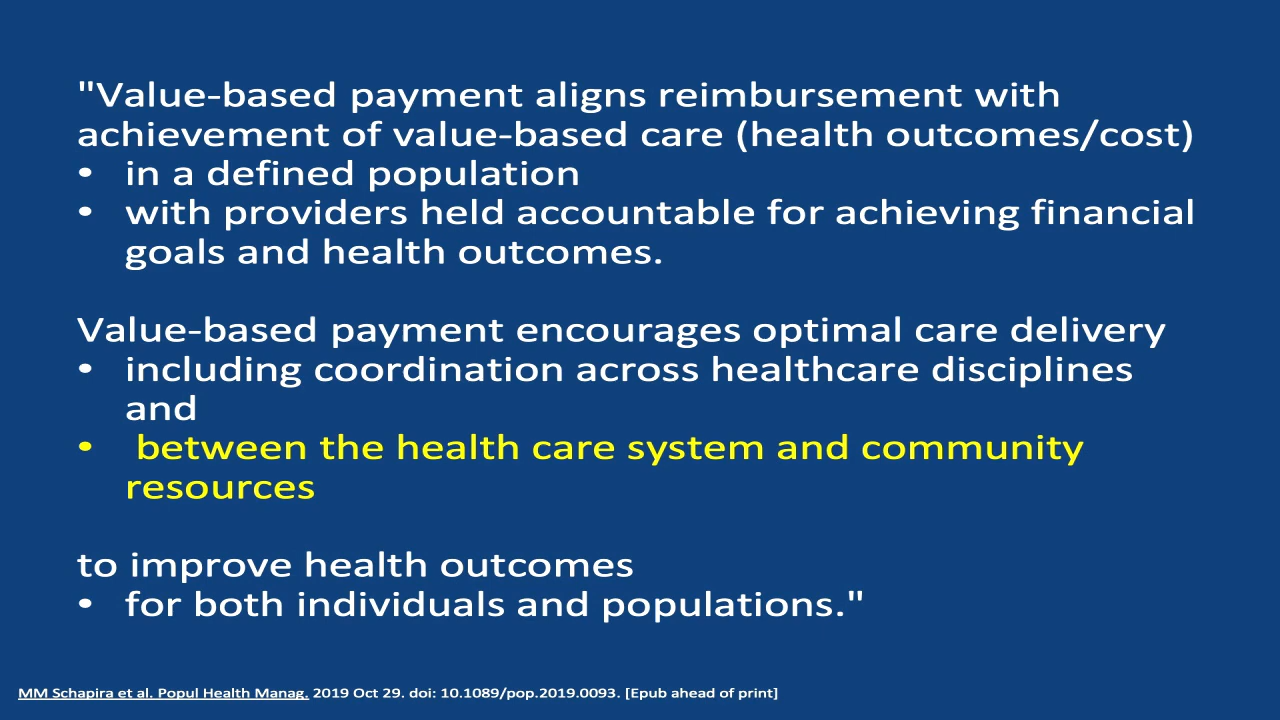 "Value-based payment aligns reimbursement with
achievement of value-based care (health outcomes/cost)
• in a defined population
• with providers held accountable for achieving financial
goals and health outcomes.
Value-based payment encourages optimal care delivery
• including coordination across healthcare disciplines
and
• between the health care system and community
resources
to improve health outcomes
• for both individuals and populations."
MM Schapira et al. Popul Health Manag. 2019 Oct 29. doi: 10.1089/pop.2019.0093. [Epub ahead of print]